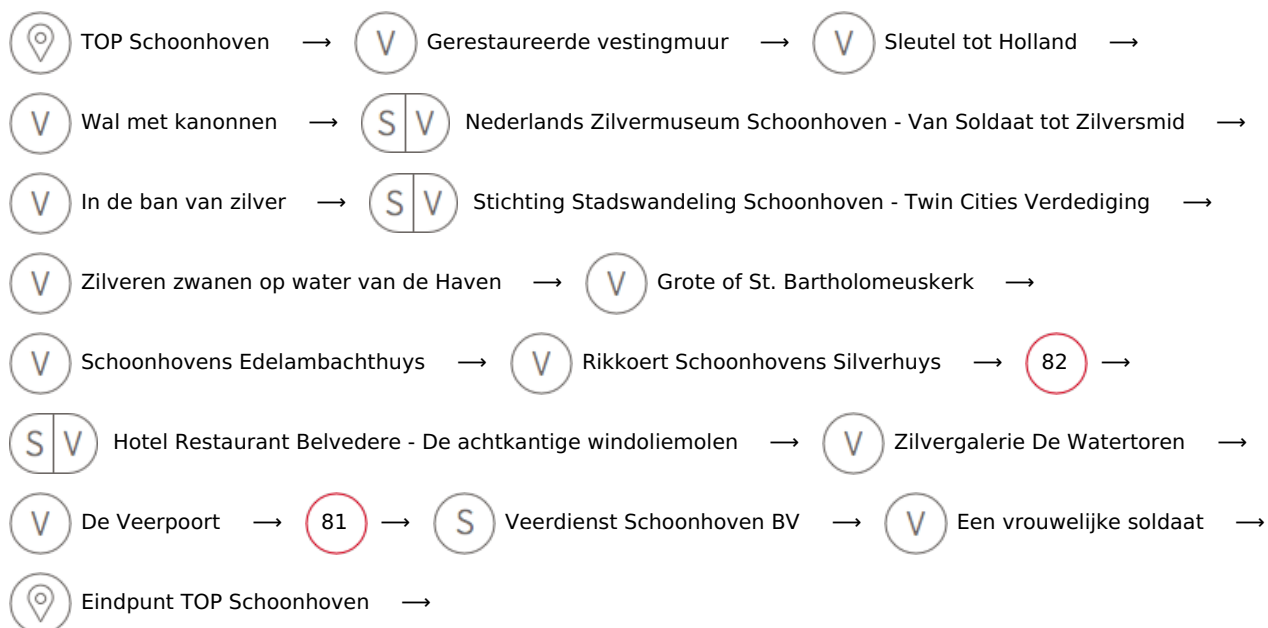 TOP Schoonhoven → V Gerestaureerde vestingmuur → V Sleutel tot Holland →
V Wal met kanonnen → S V Nederlands Zilvermuseum Schoonhoven - Van Soldaat tot Zilversmid →
V In de ban van zilver → S V Stichting Stadswandeling Schoonhoven - Twin Cities Verdediging →
V Zilveren zwanen op water van de Haven → V Grote of St. Bartholomeuskerk →
V Schoonhovens Edelambachthuys → V Rikkoert Schoonhovens Silverhuys → 82 →
S V Hotel Restaurant Belvedere - De achtkantige windoliemolen → V Zilvergalerie De Watertoren →
V De Veerpoort → 81 → S Veerdienst Schoonhoven BV → V Een vrouwelijke soldaat →
Eindpunt TOP Schoonhoven →